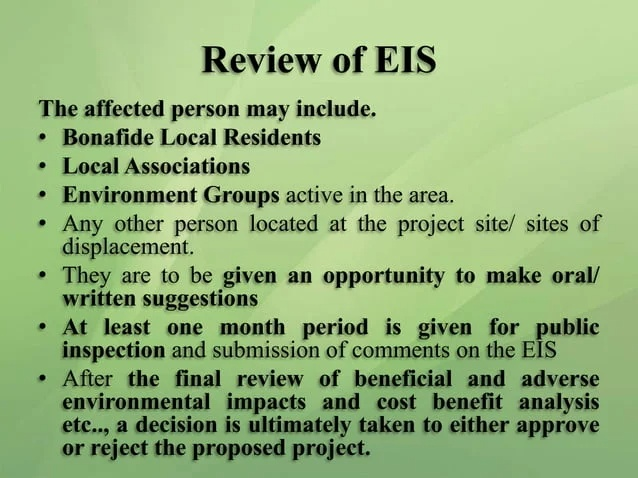 Review of EIS
The affected person may include.
• Bonafide Local Residents
• Local Associations
• Environment Groups active in the area.
• Any other person located at the project site/ sites of
displacement.
• They are to be given an opportunity to make oral/
written suggestions
• At least one month period is given for public
inspection and submission of comments on the EIS
• After the final review of beneficial and adverse
environmental impacts and cost benefit analysis
etc.., a decision is ultimately taken to either approve
or reject the proposed project.